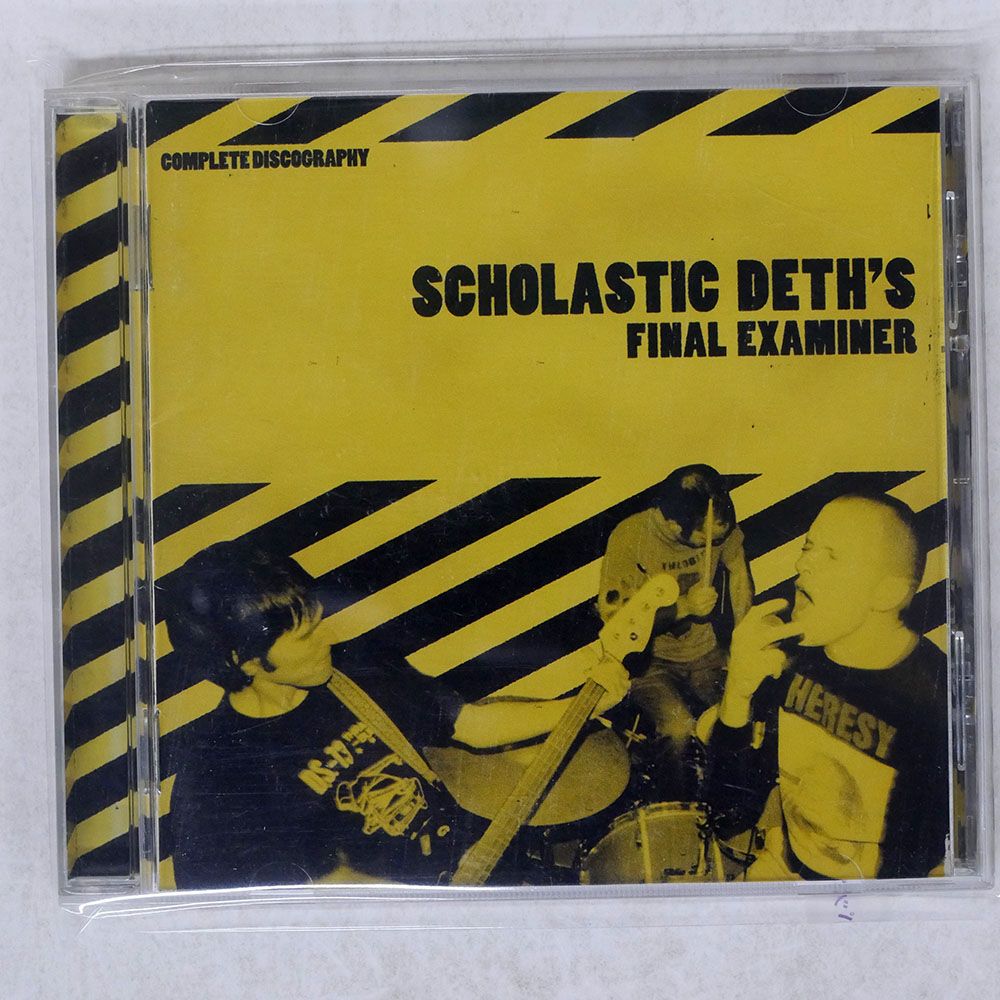 COMPLETE DISCOGRAPHY
SCHOLASTIC DETH'S
FINAL EXAMINER
HERESY